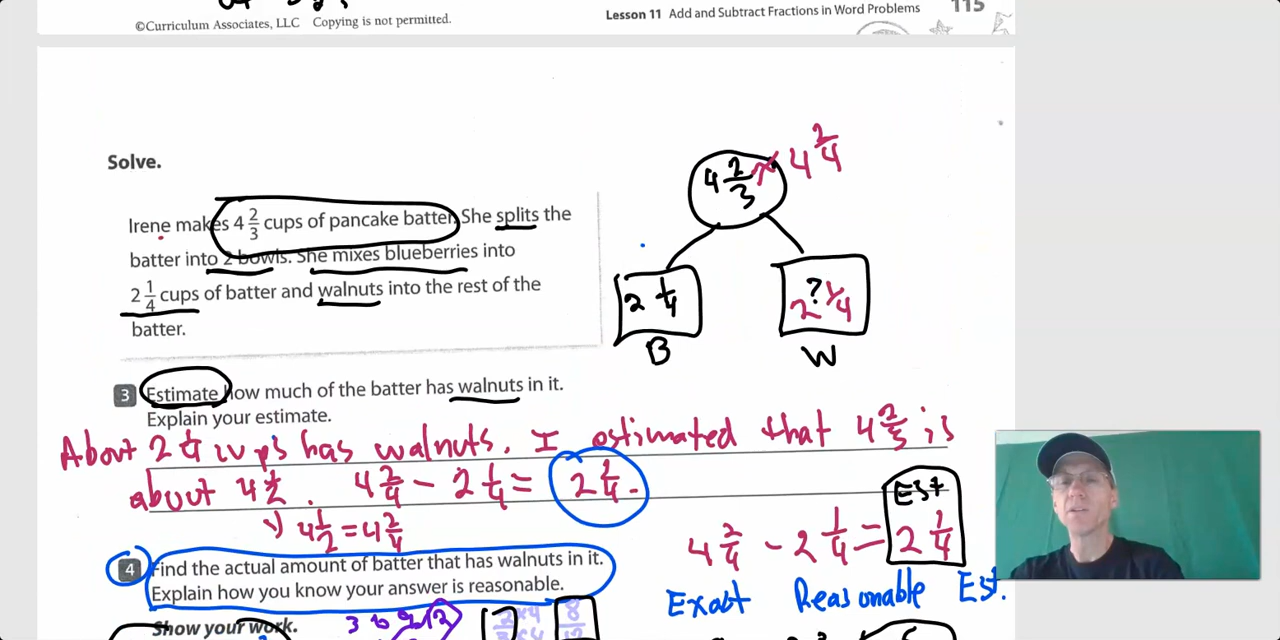 ©Curriculum Associates, LLC Copying is not permitted.
Lesson 11 Add and Subtract Fractions in Word Problems 115
Solve.
Irene makes 4 2/3 cups of pancake batter. She splits the
batter into 2 bowls. She mixes blueberries into
2 1/4 cups of batter and walnuts into the rest of the
batter.
4 2/3 4 2/4
2 1/4
? 2 1/4
B W
3 Estimate how much of the batter has walnuts in it.
Explain your estimate.
About 2 1/4 cups has walnuts. I estimated that 4 2/3 is
about 4 1/2. 4 2/4 - 2 1/4 = 2 1/4.
4 1/2 = 4 2/4
EST
4 2/4 - 2 1/4 = 2 1/4
4 Find the actual amount of batter that has walnuts in it.
Explain how you know your answer is reasonable.
Exact Reasonable Est.
Show your work.